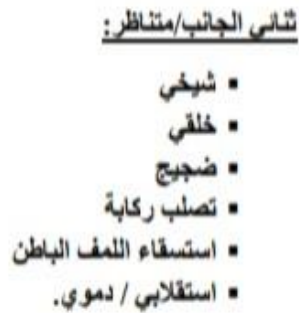 ثنائي الجانب/متناظر:
▪ شيخي
▪ خلقي
▪ ضجيج
▪ تصلب ركابة
▪ استسقاء اللمف الباطن
▪ استقلابي / دموي.